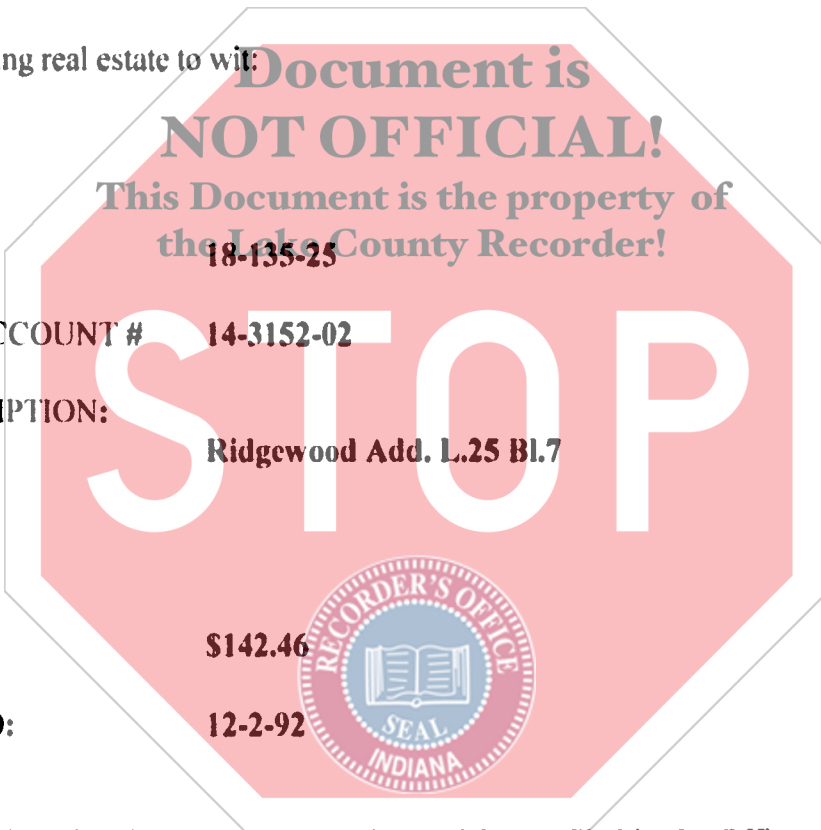 ng real estate to wit:
Document is
NOT OFFICIAL!
This Document is the property of
the Lake County Recorder!
18-135-25
CCOUNT # 14-3152-02
IPTION:
Ridgewood Add. L.25 Bl.7
STOP
$142.46
RECORDER'S OFFICE
SEAL
INDIANA
): 12-2-92